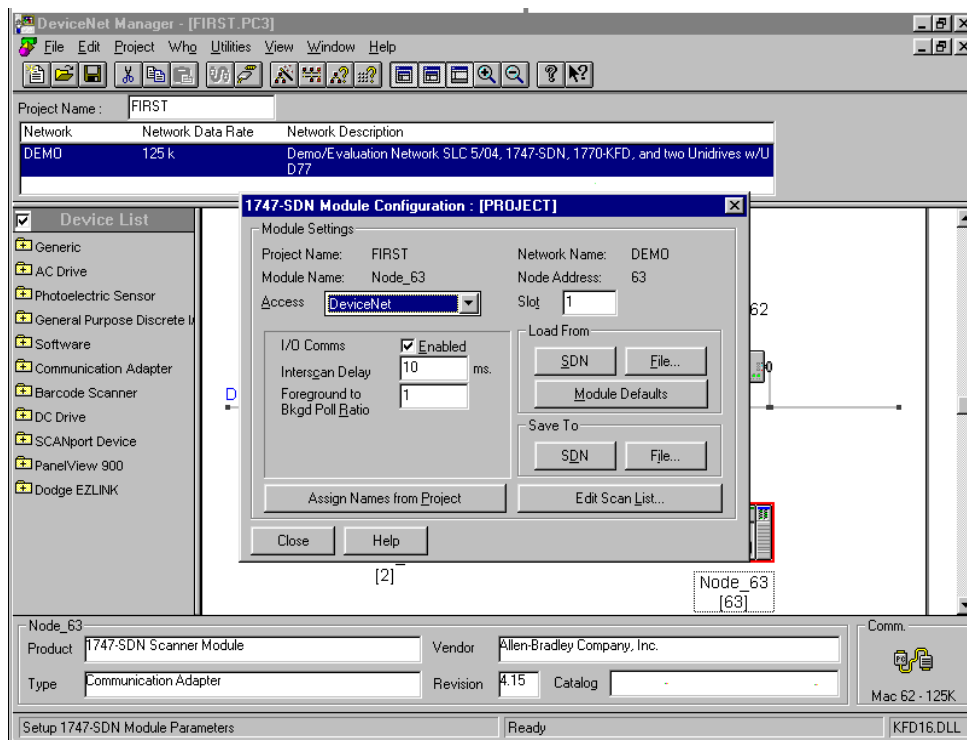 DeviceNet Manager - [FIRST.PC3]
File Edit Project Who Utilities View Window Help
Project Name : FIRST
Network Network Data Rate Network Description
DEMO 125 k Demo/Evaluation Network SLC 5/04, 1747-SDN, 1770-KFD, and two Unidrives w/U
D77
Device List
Generic
AC Drive
Photoelectric Sensor
General Purpose Discrete I/
Software
Communication Adapter
Barcode Scanner
DC Drive
SCANport Device
PanelView 900
Dodge EZLINK
D
62
1747-SDN Module Configuration : [PROJECT]
Module Settings
Project Name: FIRST Network Name: DEMO
Module Name: Node_63 Node Address: 63
Access DeviceNet Slot 1
I/O Comms Enabled
Interscan Delay 10 ms.
Foreground to
Bkgd Poll Ratio 1
Load From
SDN File...
Module Defaults
Save To
SDN File...
Assign Names from Project Edit Scan List...
Close Help
[2]
Node_63
[63]
Node_63
Product 1747-SDN Scanner Module Vendor Allen-Bradley Company, Inc.
Type Communication Adapter Revision 4.15 Catalog
Comm.
Mac 62 - 125K
Setup 1747-SDN Module Parameters Ready KFD16.DLL